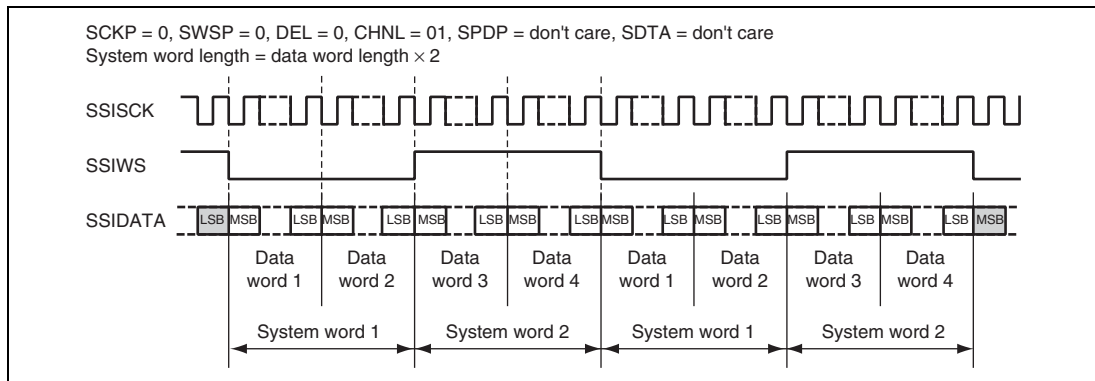 SCKP = 0, SWSP = 0, DEL = 0, CHNL = 01, SPDP = don't care, SDTA = don't care
System word length = data word length × 2
SSISCK
SSIWS
SSIDATA
LSB MSB LSB MSB LSB MSB LSB MSB LSB MSB LSB MSB LSB MSB LSB MSB LSB MSB
Data word 1
Data word 2
Data word 3
Data word 4
Data word 1
Data word 2
Data word 3
Data word 4
System word 1
System word 2
System word 1
System word 2